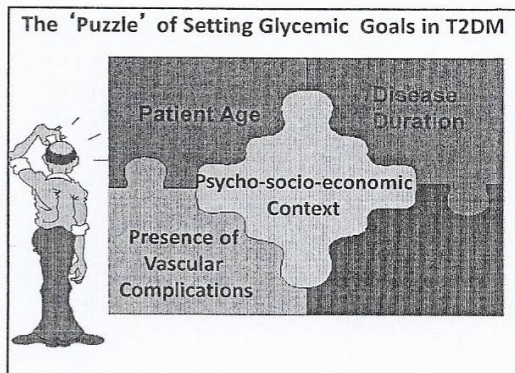 The 'Puzzle' of Setting Glycemic Goals in T2DM
Patient Age
Disease
Duration
Psycho-socio-economic
Context
Presence of
Vascular
Complications